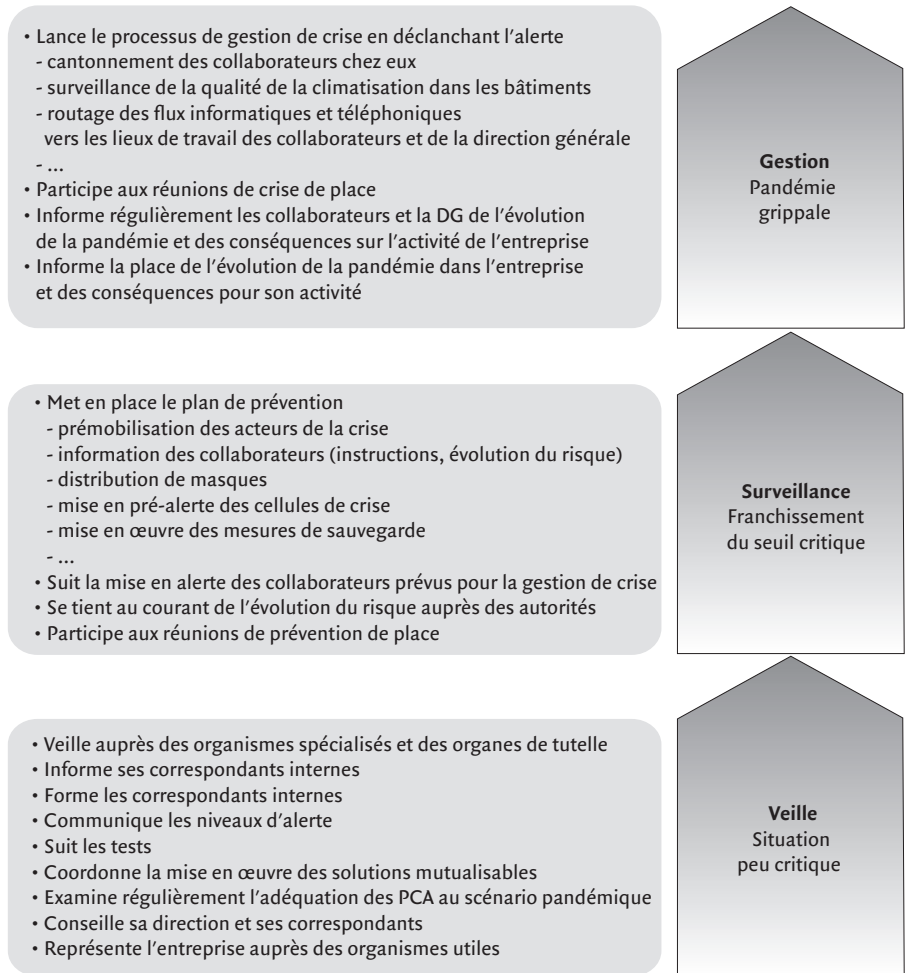 • Lance le processus de gestion de crise en déclanchant l’alerte
- cantonnement des collaborateurs chez eux
- surveillance de la qualité de la climatisation dans les bâtiments
- routage des flux informatiques et téléphoniques
vers les lieux de travail des collaborateurs et de la direction générale
- ...
• Participe aux réunions de crise de place
• Informe régulièrement les collaborateurs et la DG de l’évolution
de la pandémie et des conséquences sur l’activité de l’entreprise
• Informe la place de l’évolution de la pandémie dans l’entreprise
et des conséquences pour son activité
Gestion
Pandémie
grippale
• Met en place le plan de prévention
- prémobilisation des acteurs de la crise
- information des collaborateurs (instructions, évolution du risque)
- distribution de masques
- mise en pré-alerte des cellules de crise
- mise en œuvre des mesures de sauvegarde
- ...
• Suit la mise en alerte des collaborateurs prévus pour la gestion de crise
• Se tient au courant de l’évolution du risque auprès des autorités
• Participe aux réunions de prévention de place
Surveillance
Franchissement
du seuil critique
• Veille auprès des organismes spécialisés et des organes de tutelle
• Informe ses correspondants internes
• Forme les correspondants internes
• Communique les niveaux d’alerte
• Suit les tests
• Coordonne la mise en œuvre des solutions mutualisables
• Examine régulièrement l’adéquation des PCA au scénario pandémique
• Conseille sa direction et ses correspondants
• Représente l’entreprise auprès des organismes utiles
Veille
Situation
peu critique